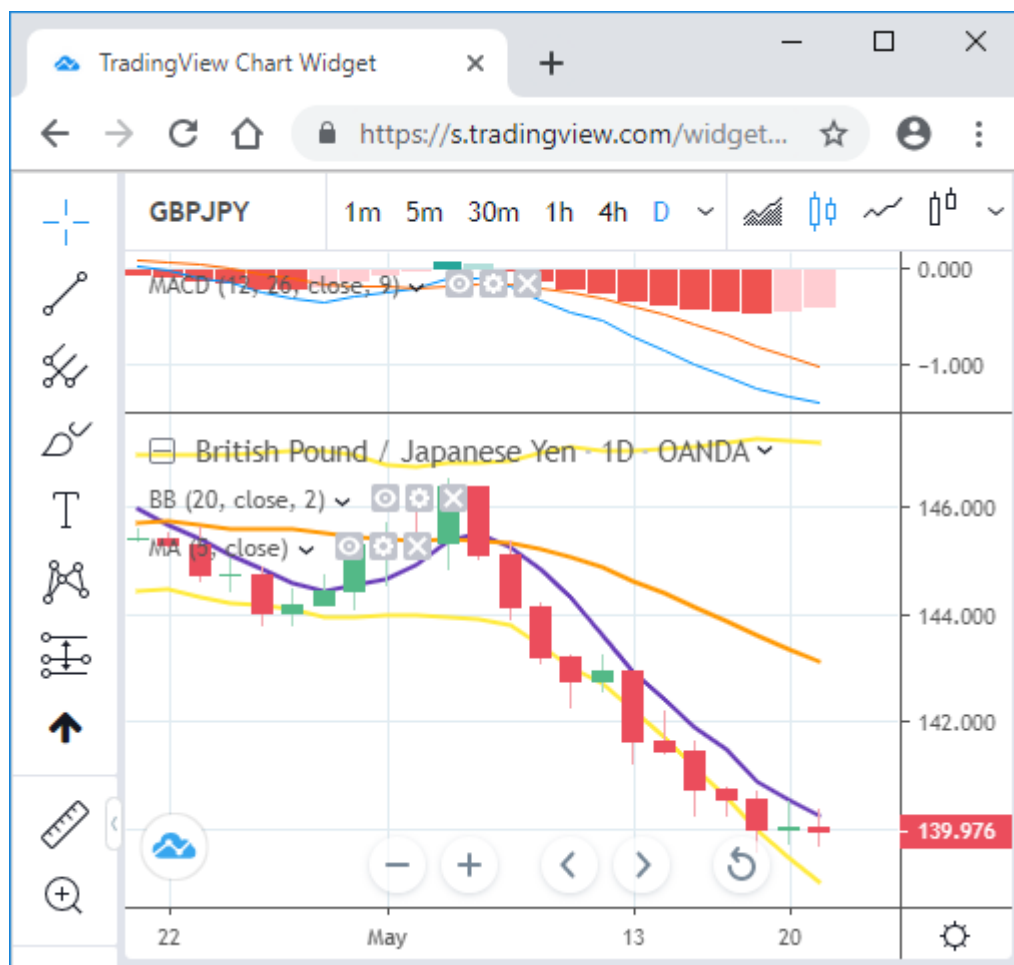 TradingView Chart Widget
https://s.tradingview.com/widget...
GBPJPY 1m 5m 30m 1h 4h D
MACD (12, 26, close, 9)
0.000
-1.000
British Pound / Japanese Yen · 1D · OANDA
BB (20, close, 2)
146.000
MA (5, close)
144.000
142.000
139.976
22 May 13 20